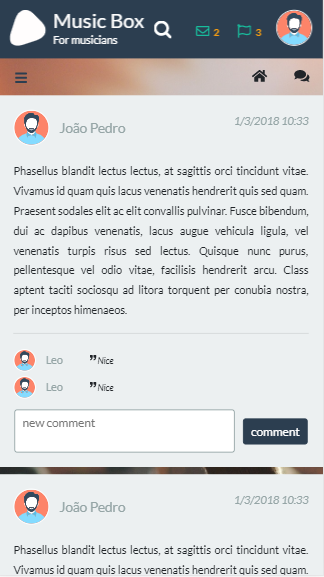 Music Box
For musicians
2
3
João Pedro
1/3/2018 10:33
Phasellus blandit lectus lectus, at sagittis orci tincidunt vitae.
Vivamus id quam quis lacus venenatis hendrerit quis sed quam.
Praesent sodales elit ac elit convallis pulvinar. Fusce bibendum,
dui ac dapibus venenatis, lacus augue vehicula ligula, vel
venenatis turpis risus sed lectus. Quisque nunc purus,
pellentesque vel odio vitae, facilisis hendrerit arcu. Class
aptent taciti sociosqu ad litora torquent per conubia nostra,
per inceptos himenaeos.
Leo
Nice
Leo
Nice
new comment
comment
João Pedro
1/3/2018 10:33
Phasellus blandit lectus lectus, at sagittis orci tincidunt vitae.
Vivamus id quam quis lacus venenatis hendrerit quis sed quam.